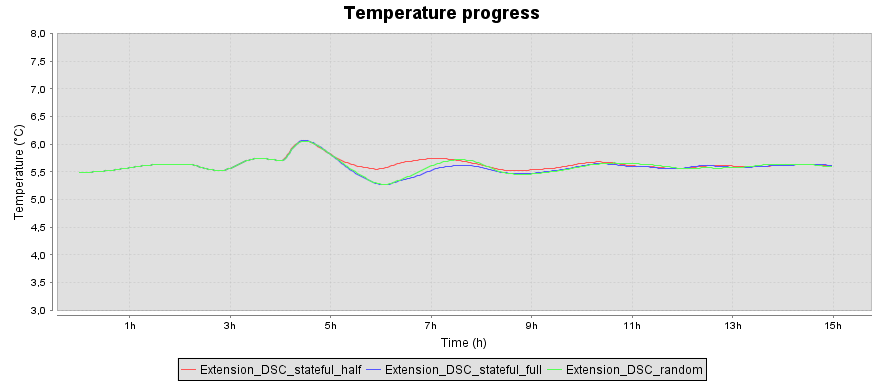 Temperature progress
8,0
7,5
7,0
6,5
6,0
5,5
5,0
4,5
4,0
3,5
3,0
Temperature (°C)
1h 3h 5h 7h 9h 11h 13h 15h
Time (h)
Extension_DSC_stateful_half Extension_DSC_stateful_full Extension_DSC_random